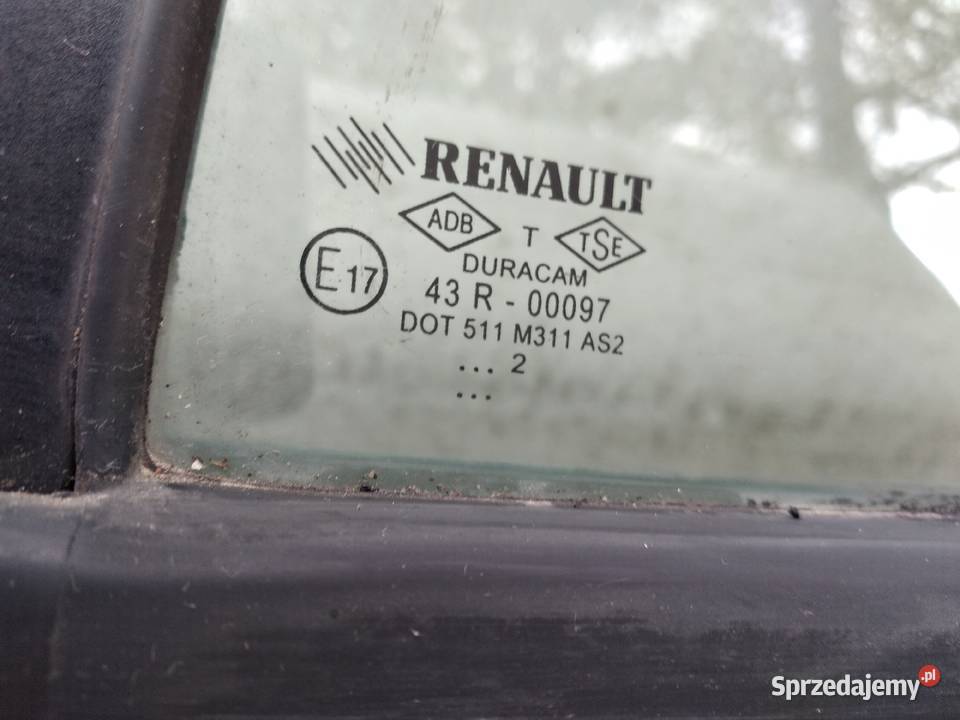 RENAULT
ADB T TSE
DURACAM
E17 43 R - 00097
DOT 511 M311 AS2
... 2
...
Sprzedajemy.pl